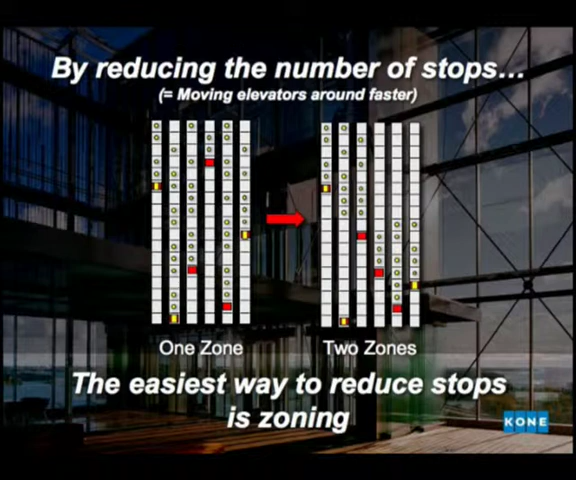 By reducing the number of stops...
(= Moving elevators around faster)
One Zone
Two Zones
The easiest way to reduce stops
is zoning
KONE